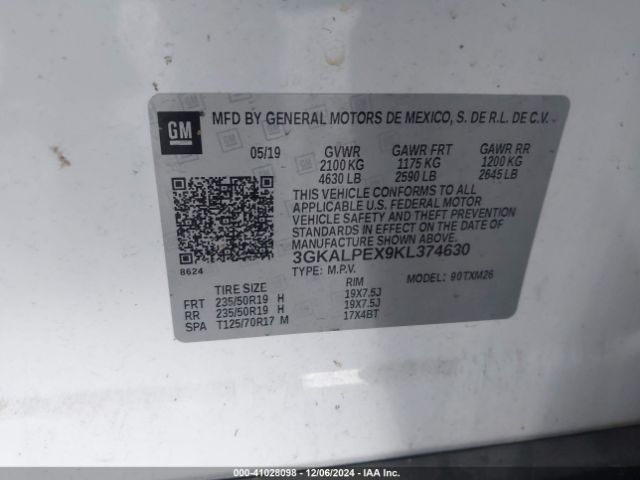 GM
MFD BY GENERAL MOTORS DE MEXICO, S. DE R.L. DE C.V.
05/19 GVWR GAWR FRT GAWR RR
2100 KG 1175 KG 1200 KG
4630 LB 2590 LB 2645 LB
THIS VEHICLE CONFORMS TO ALL
APPLICABLE U.S. FEDERAL MOTOR
VEHICLE SAFETY AND THEFT PREVENTION
STANDARDS IN EFFECT ON THE DATE OF
MANUFACTURE SHOWN ABOVE.
3GKALPEX9KL374630
8624
TYPE: M.P.V. MODEL: 90TXM26
TIRE SIZE RIM
FRT 235/50R19 H 19X7.5J
RR 235/50R19 H 19X7.5J
SPA T125/70R17 M 17X4BT
000-41028098 - 12/06/2024 - IAA Inc.